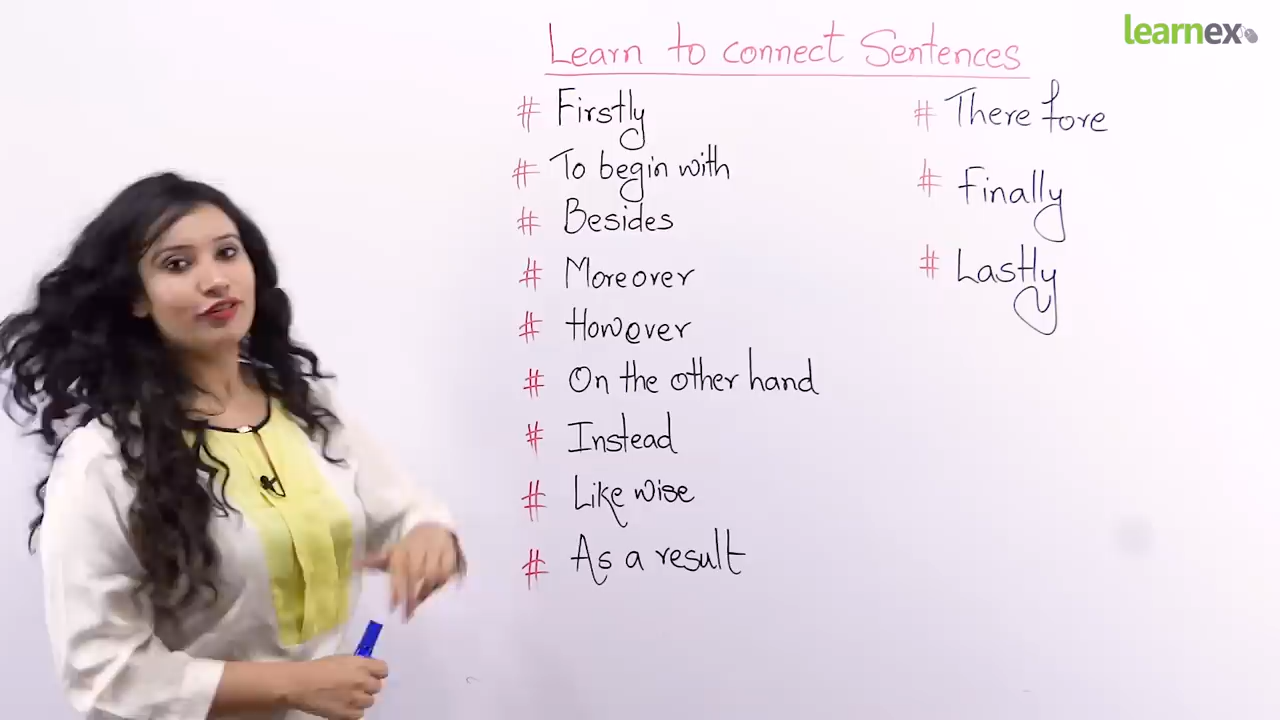 learnex
Learn to connect Sentences
# Firstly
# To begin with
# Besides
# Moreover
# However
# On the other hand
# Instead
# Like wise
# As a result
# There fore
# Finally
# Lastly